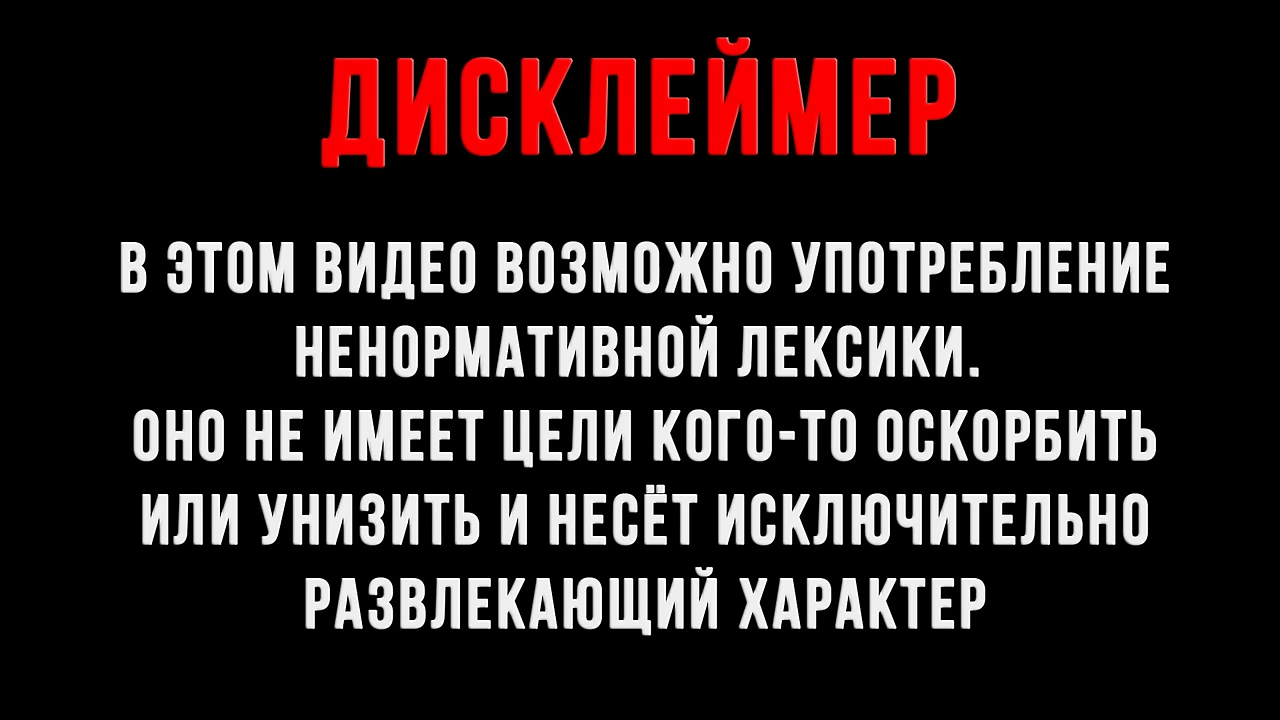 ДИСКЛЕЙМЕР
В ЭТОМ ВИДЕО ВОЗМОЖНО УПОТРЕБЛЕНИЕ
НЕНОРМАТИВНОЙ ЛЕКСИКИ.
ОНО НЕ ИМЕЕТ ЦЕЛИ КОГО-ТО ОСКОРБИТЬ
ИЛИ УНИЗИТЬ И НЕСЁТ ИСКЛЮЧИТЕЛЬНО
РАЗВЛЕКАЮЩИЙ ХАРАКТЕР